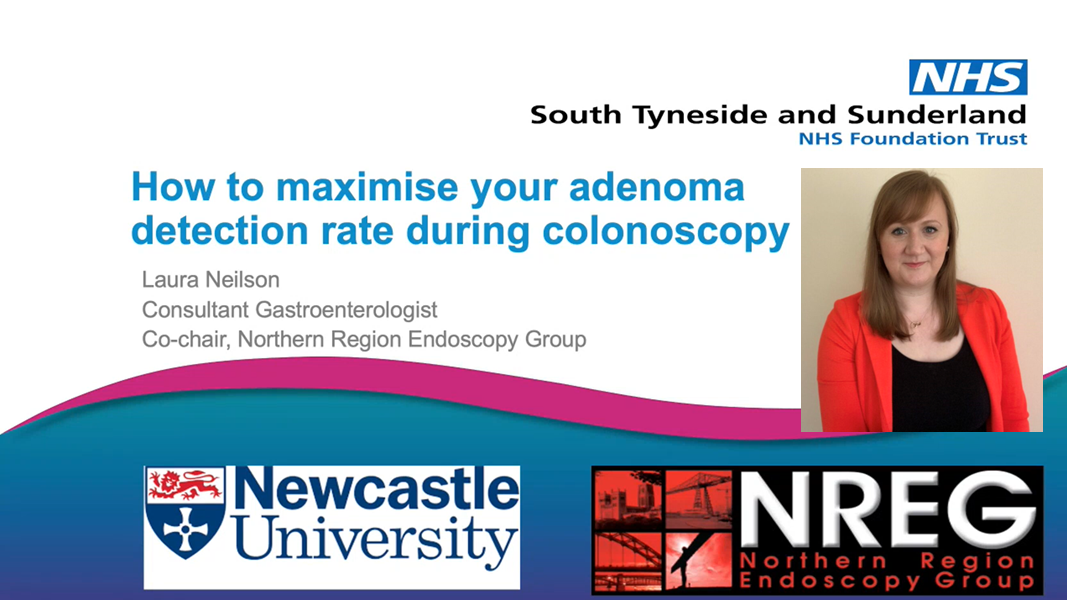 NHS
South Tyneside and Sunderland
NHS Foundation Trust
How to maximise your adenoma
detection rate during colonoscopy
Laura Neilson
Consultant Gastroenterologist
Co-chair, Northern Region Endoscopy Group
Newcastle
University
NREG
Northern Region
Endoscopy Group